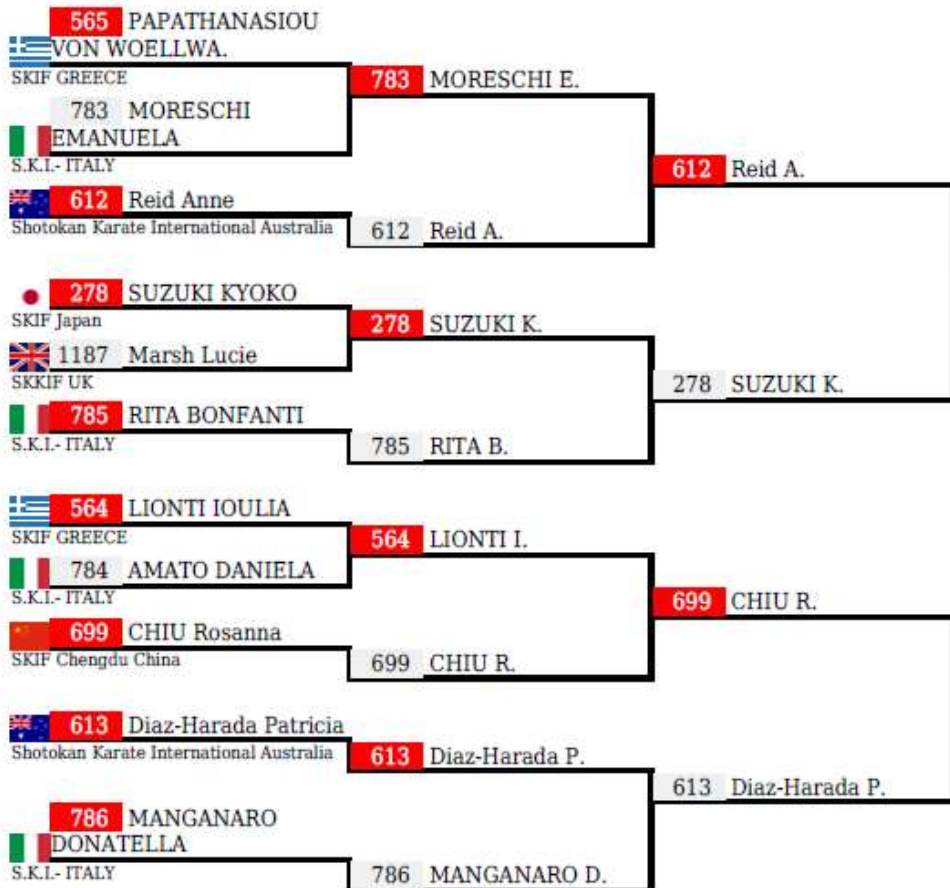 565 PAPATHANASIOU
VON WOELLWA.
SKIF GREECE
783 MORESCHI
EMANUELA
S.K.I.- ITALY
612 Reid Anne
Shotokan Karate International Australia
278 SUZUKI KYOKO
SKIF Japan
1187 Marsh Lucie
SKKIF UK
785 RITA BONFANTI
S.K.I.- ITALY
564 LIONTI IOULIA
SKIF GREECE
784 AMATO DANIELA
S.K.I.- ITALY
699 CHIU Rosanna
SKIF Chengdu China
613 Diaz-Harada Patricia
Shotokan Karate International Australia
786 MANGANARO
DONATELLA
S.K.I.- ITALY
783 MORESCHI E.
612 Reid A.
278 SUZUKI K.
785 RITA B.
564 LIONTI I.
699 CHIU R.
613 Diaz-Harada P.
786 MANGANARO D.
612 Reid A.
278 SUZUKI K.
699 CHIU R.
613 Diaz-Harada P.